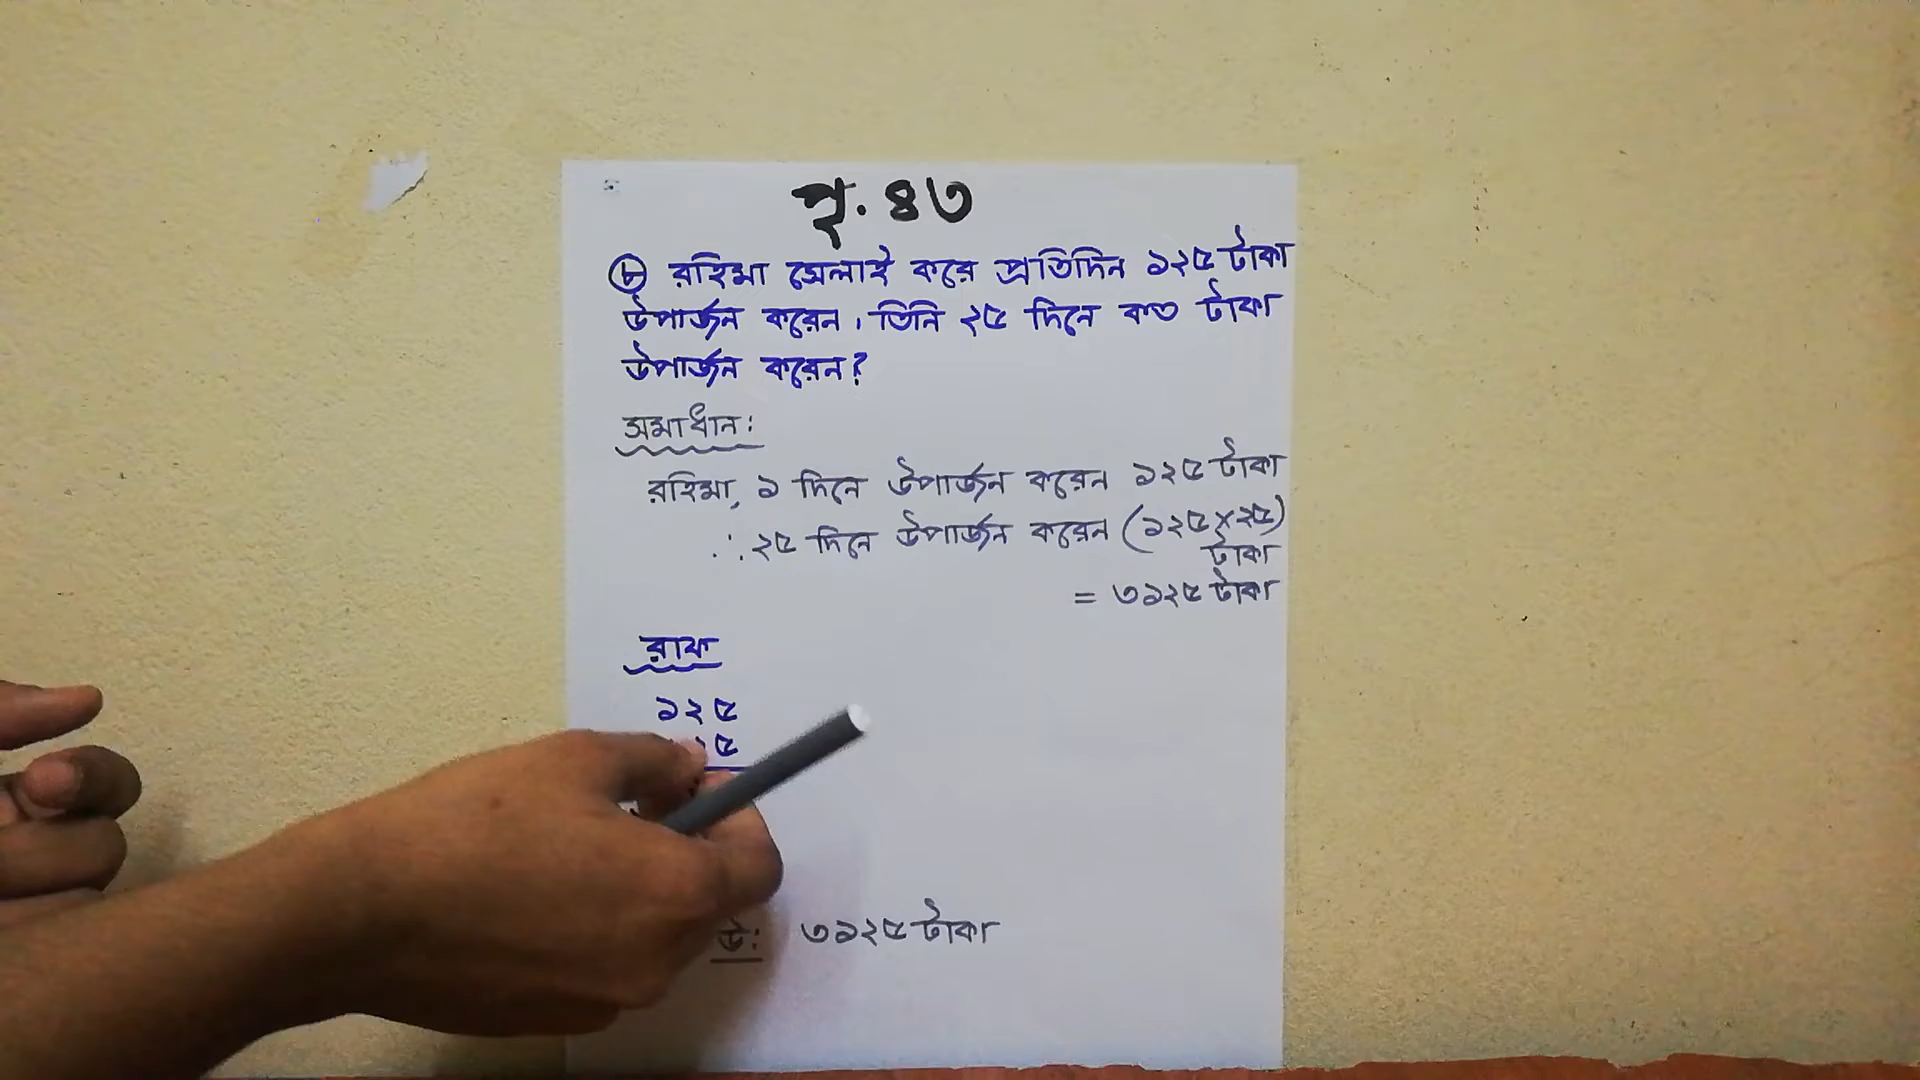 পৃ. ৪৩
৮ রহিমা সেলাই করে প্রতিদিন ১২৫ টাকা
উপার্জন করেন। তিনি ২৫ দিনে কত টাকা
উপার্জন করেন?
সমাধান:
রহিমা, ১ দিনে উপার্জন করেন ১২৫ টাকা
∴ ২৫ দিনে উপার্জন করেন (১২৫×২৫)
টাকা
= ৩১২৫ টাকা
রাফ
১২৫
৫
উ: ৩১২৫ টাকা